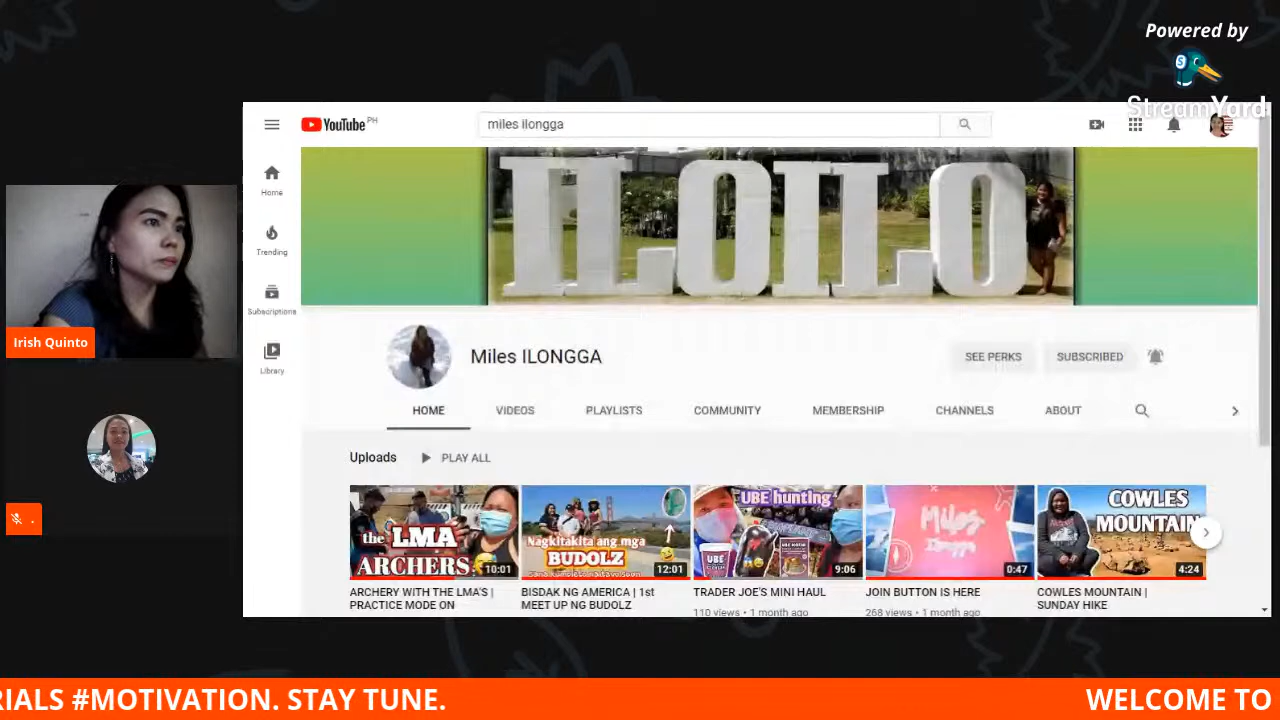 Powered by
StreamYard
YouTube PH
miles ilongga
Home
Trending
Subscriptions
Library
ILOILO
Irish Quinto
.
Miles ILONGGA
SEE PERKS
SUBSCRIBED
HOME
VIDEOS
PLAYLISTS
COMMUNITY
MEMBERSHIP
CHANNELS
ABOUT
Uploads
PLAY ALL
the LMA
ARCHERS
10:01
ARCHERY WITH THE LMA'S |
PRACTICE MODE ON
Nagkitakita ang mga
BUDOLZ
12:01
BISDAK NG AMERICA | 1st
MEET UP NG BUDOLZ
UBE hunting
UBE
9:06
TRADER JOE'S MINI HAUL
110 views • 1 month ago
Miles
Ilongga
0:47
JOIN BUTTON IS HERE
268 views • 1 month ago
COWLES
MOUNTAIN
4:24
COWLES MOUNTAIN |
SUNDAY HIKE
RIALS #MOTIVATION. STAY TUNE.
WELCOME TO